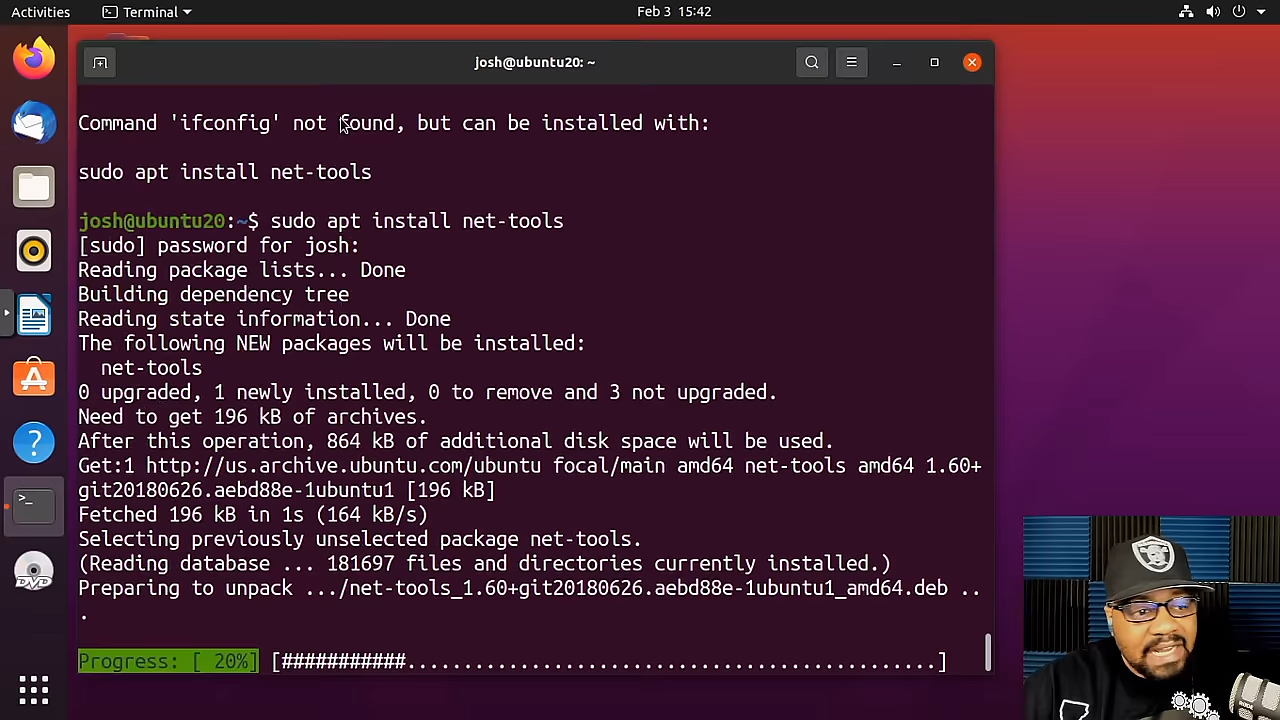 Activities
Terminal
Feb 3 15:42
josh@ubuntu20: ~
Command 'ifconfig' not found, but can be installed with:
sudo apt install net-tools
josh@ubuntu20:~$ sudo apt install net-tools
[sudo] password for josh:
Reading package lists... Done
Building dependency tree
Reading state information... Done
The following NEW packages will be installed:
net-tools
0 upgraded, 1 newly installed, 0 to remove and 3 not upgraded.
Need to get 196 kB of archives.
After this operation, 864 kB of additional disk space will be used.
Get:1 http://us.archive.ubuntu.com/ubuntu focal/main amd64 net-tools amd64 1.60+
git20180626.aebd88e-1ubuntu1 [196 kB]
Fetched 196 kB in 1s (164 kB/s)
Selecting previously unselected package net-tools.
(Reading database ... 181697 files and directories currently installed.)
Preparing to unpack .../net-tools_1.60+git20180626.aebd88e-1ubuntu1_amd64.deb ..
.
Progress: [ 20%] [###########...............................................]
DVD